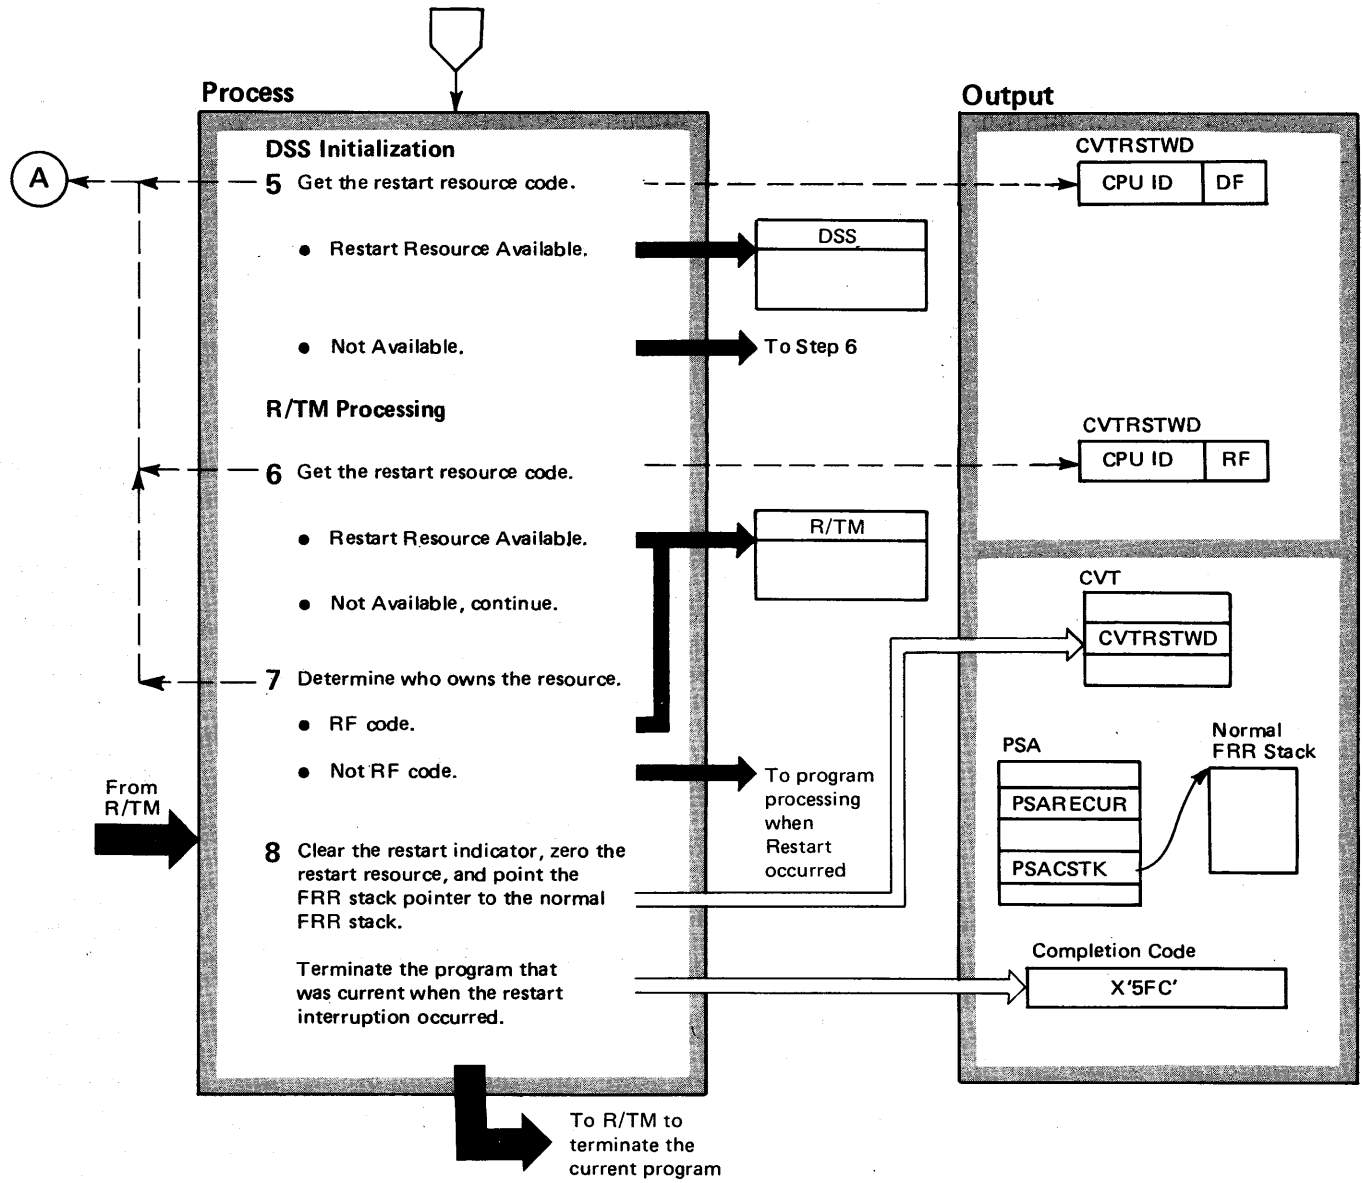 Process
Output
A
DSS Initialization
5 Get the restart resource code.
• Restart Resource Available.
• Not Available.
DSS
To Step 6
CVTRSTWD
CPU ID DF
R/TM Processing
6 Get the restart resource code.
• Restart Resource Available.
• Not Available, continue.
R/TM
CVTRSTWD
CPU ID RF
7 Determine who owns the resource.
• RF code.
• Not RF code.
To program
processing
when
Restart
occurred
CVT
CVTRSTWD
From
R/TM
8 Clear the restart indicator, zero the
restart resource, and point the
FRR stack pointer to the normal
FRR stack.
Terminate the program that
was current when the restart
interruption occurred.
PSA
PSARECUR
PSACSTK
Normal
FRR Stack
Completion Code
X'5FC'
To R/TM to
terminate the
current program